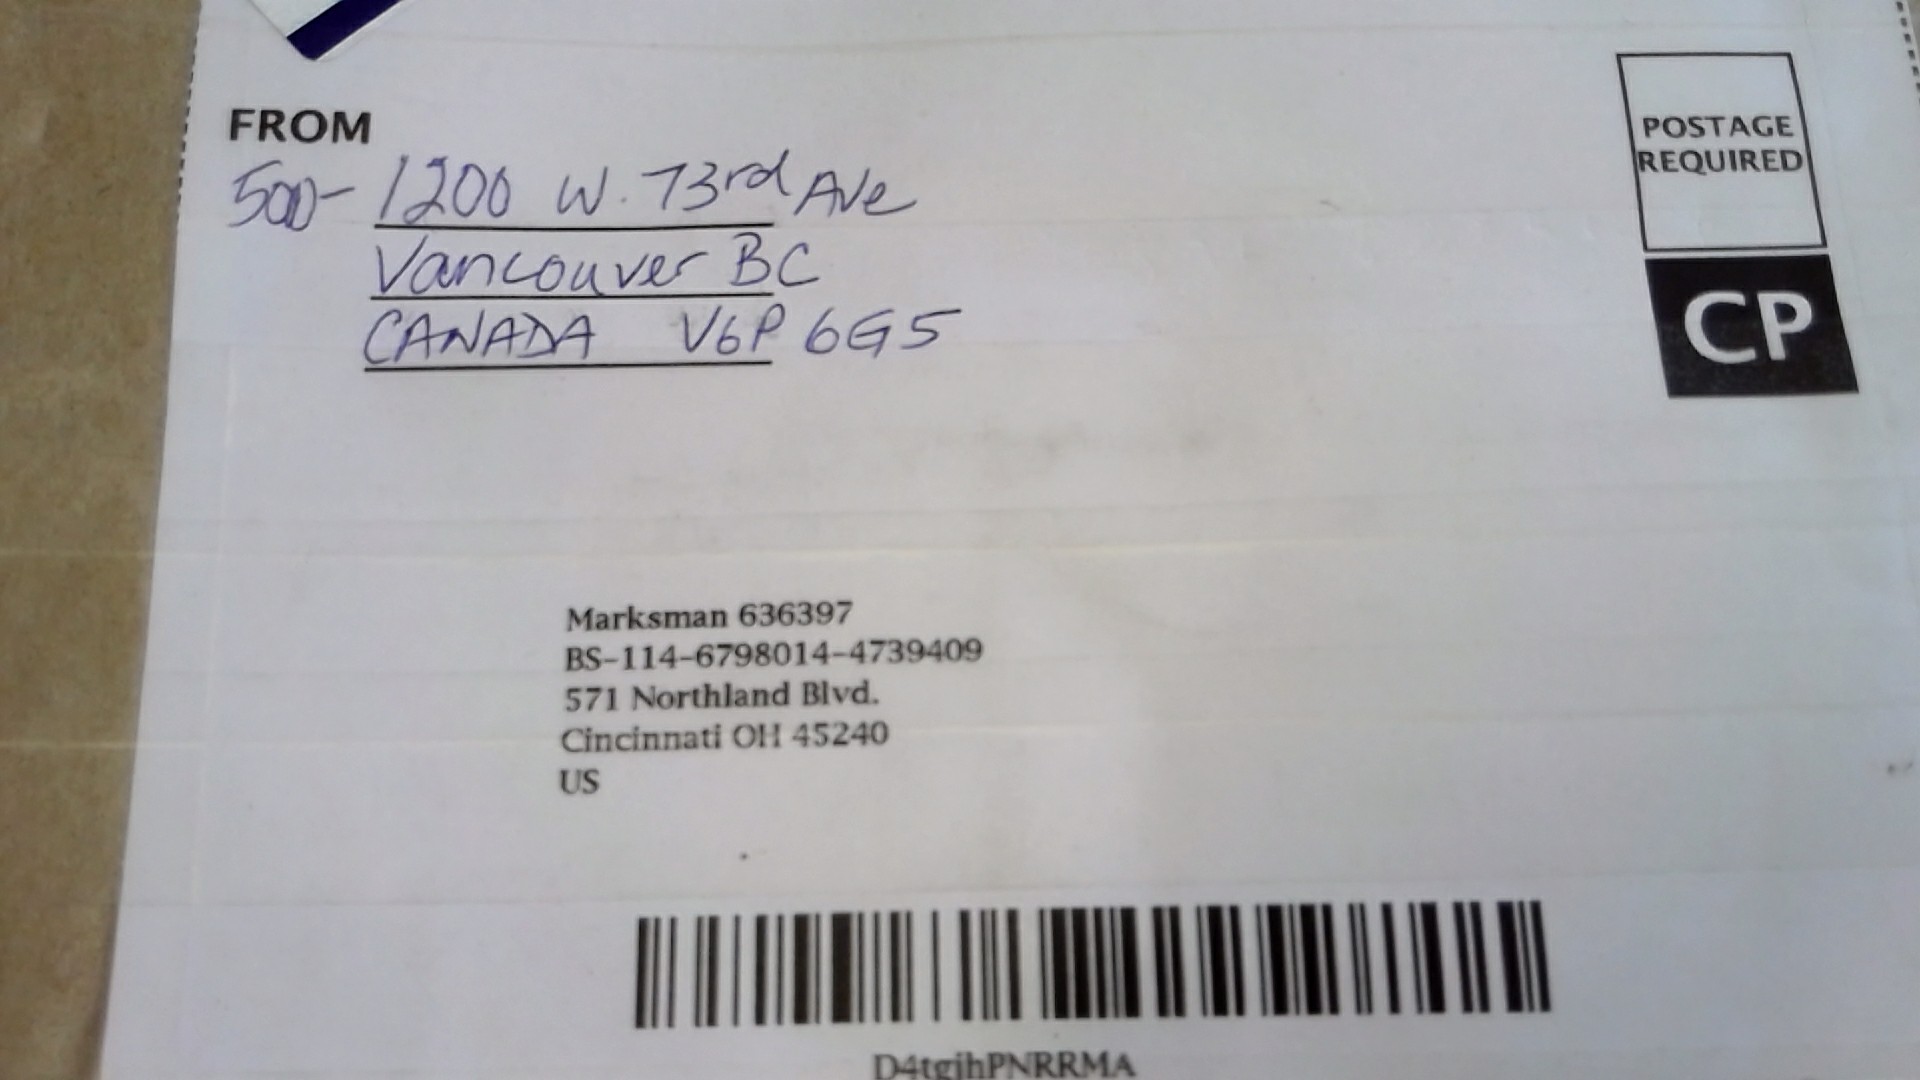 FROM
500- 1200 W. 73rd Ave
Vancouver BC
CANADA V6P 6G5
POSTAGE
REQUIRED
CP
Marksman 636397
BS-114-6798014-4739409
571 Northland Blvd.
Cincinnati OH 45240
US
D4tgjhPNRRMA